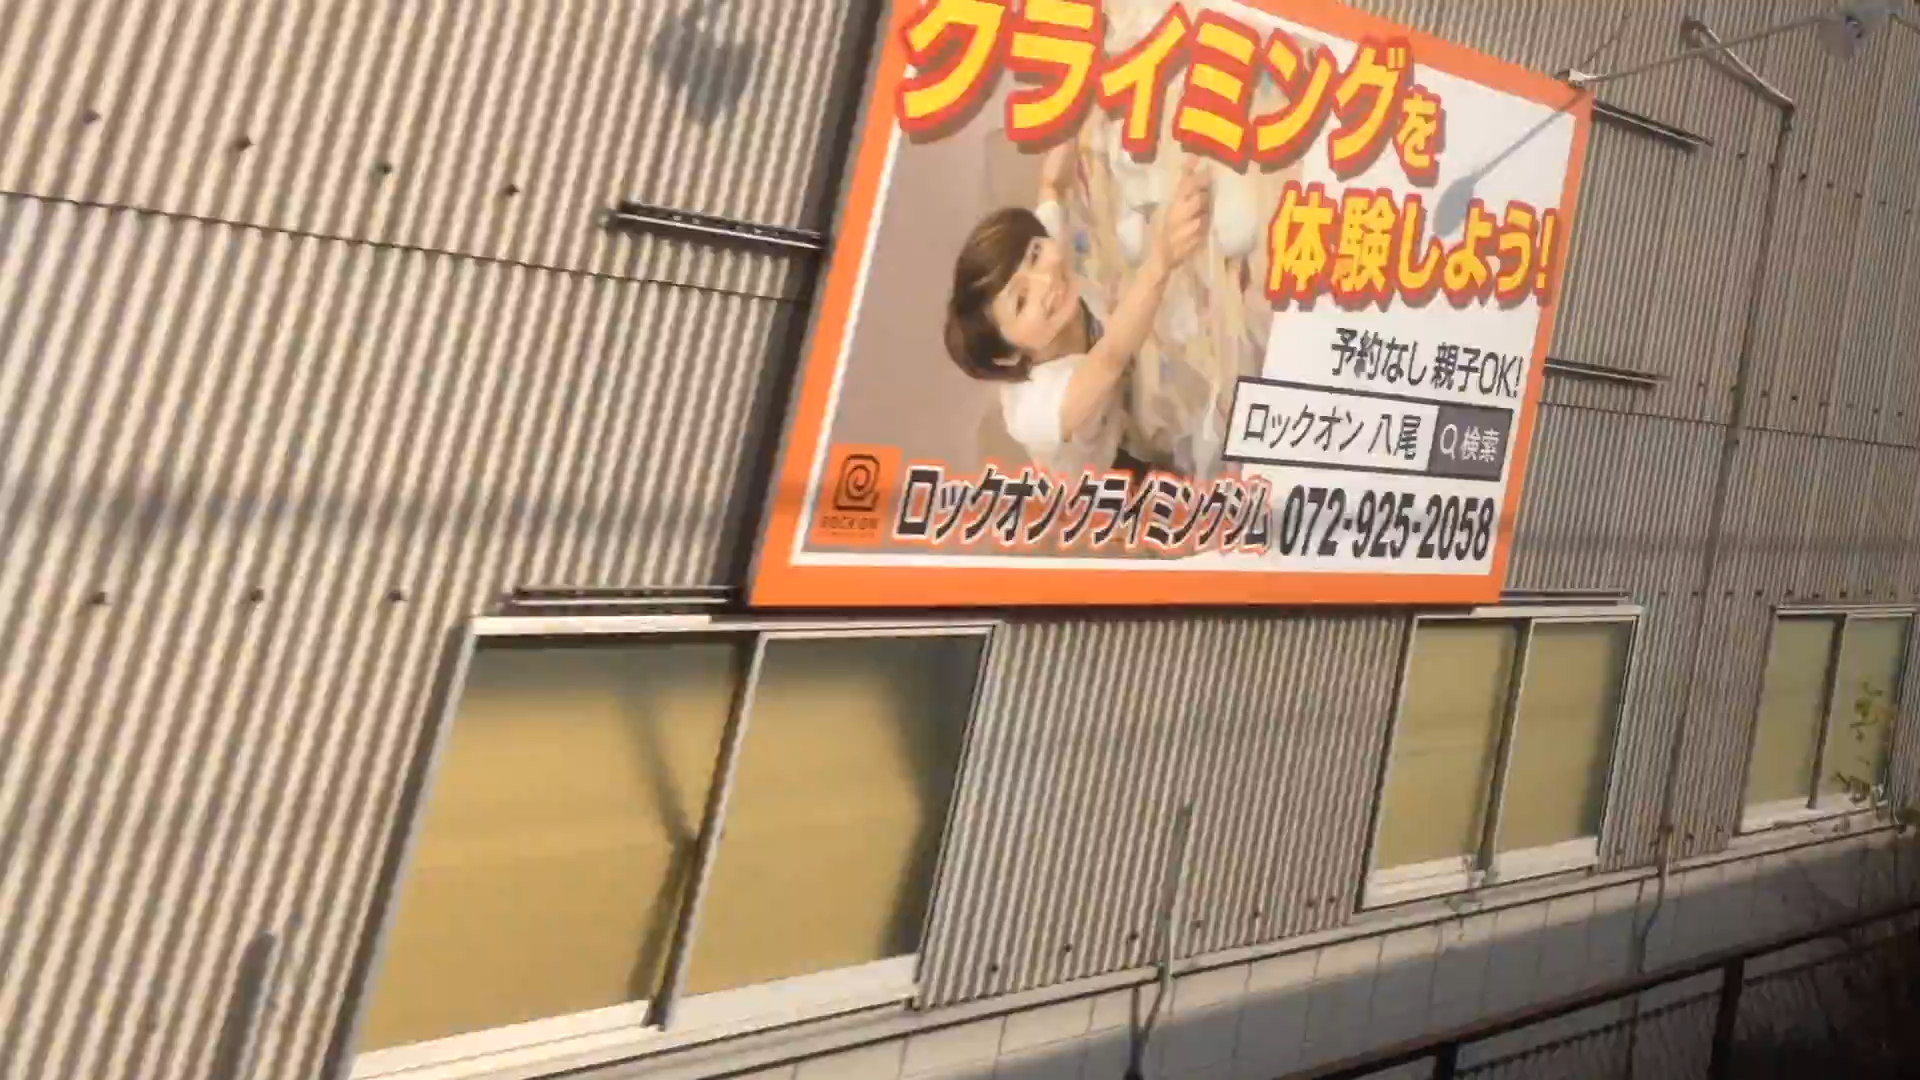 クライミングを
体験しよう!
予約なし 親子OK!
ロックオン 八尾 検索
ROCK ON
ロックオン クライミングジム 072-925-2058